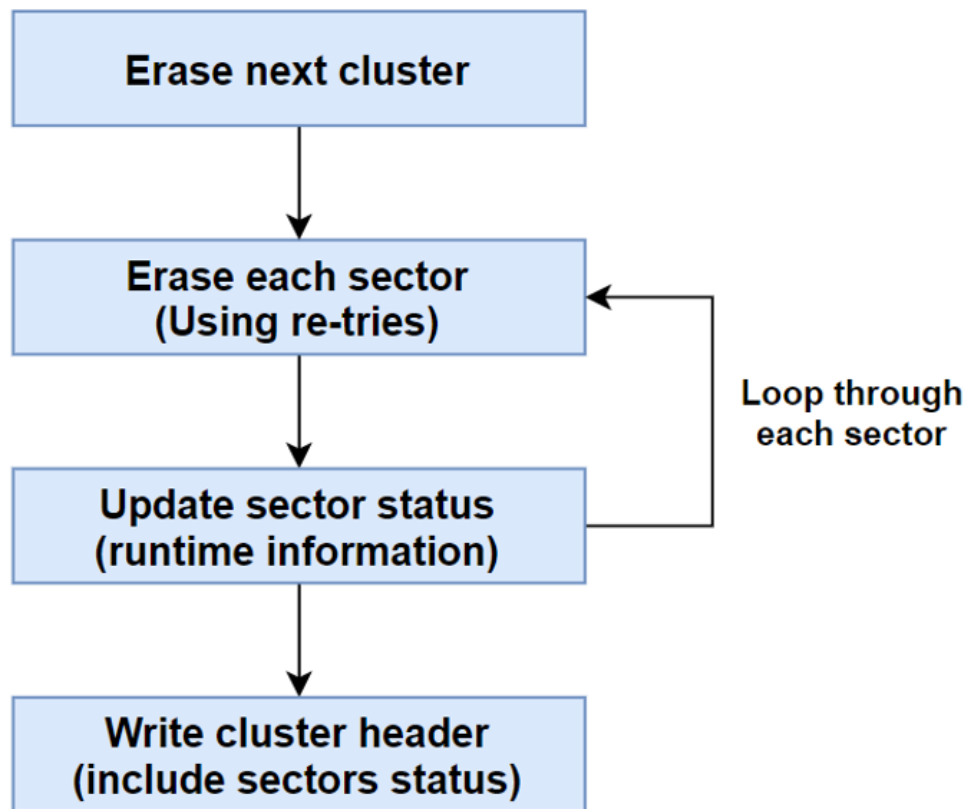 Erase next cluster
Erase each sector
(Using re-tries)
Loop through
each sector
Update sector status
(runtime information)
Write cluster header
(include sectors status)